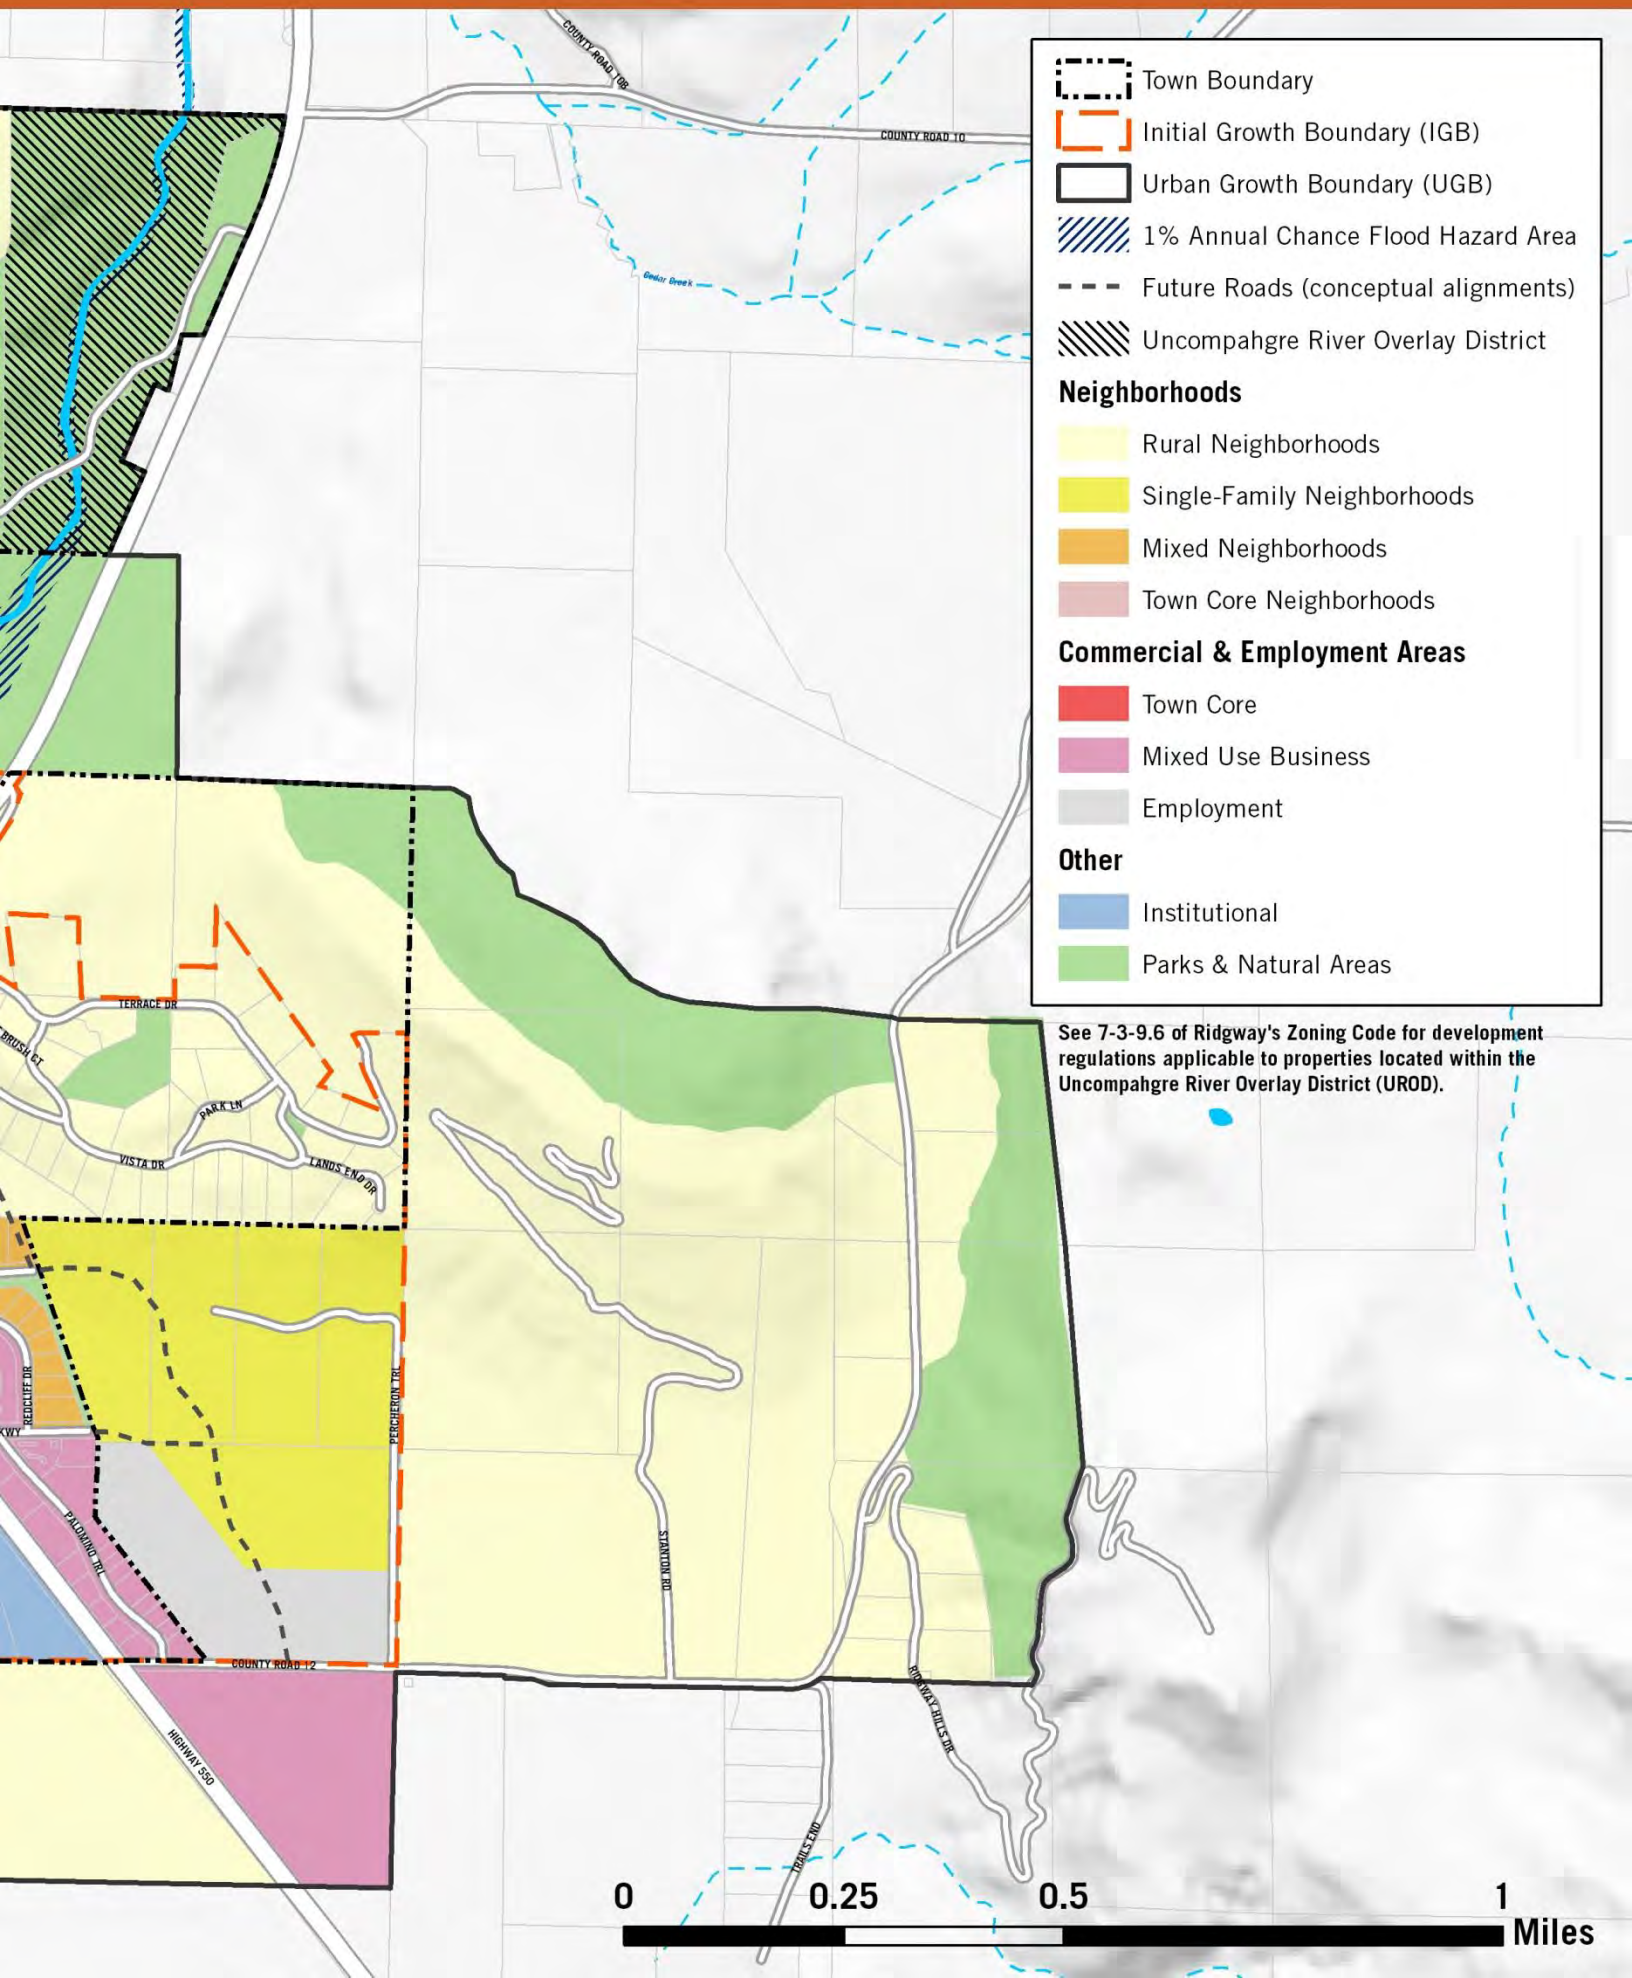 COUNTY ROAD 10B
COUNTY ROAD 10
Cedar Creek
Town Boundary
Initial Growth Boundary (IGB)
Urban Growth Boundary (UGB)
1% Annual Chance Flood Hazard Area
Future Roads (conceptual alignments)
Uncompahgre River Overlay District
Neighborhoods
Rural Neighborhoods
Single-Family Neighborhoods
Mixed Neighborhoods
Town Core Neighborhoods
Commercial & Employment Areas
Town Core
Mixed Use Business
Employment
Other
Institutional
Parks & Natural Areas
See 7-3-9.6 of Ridgway's Zoning Code for development
regulations applicable to properties located within the
Uncompahgre River Overlay District (UROD).
TERRACE DR
BRUSH CT
PARK LN
VISTA DR
LANDS END DR
REDCLIFF DR
PERCHERON TRL
KWY
PALOMINO TRL
STANTON RD
COUNTY ROAD 12
RIDGWAY HILLS DR
HIGHWAY 550
TRAILS END
0 0.25 0.5 1
Miles